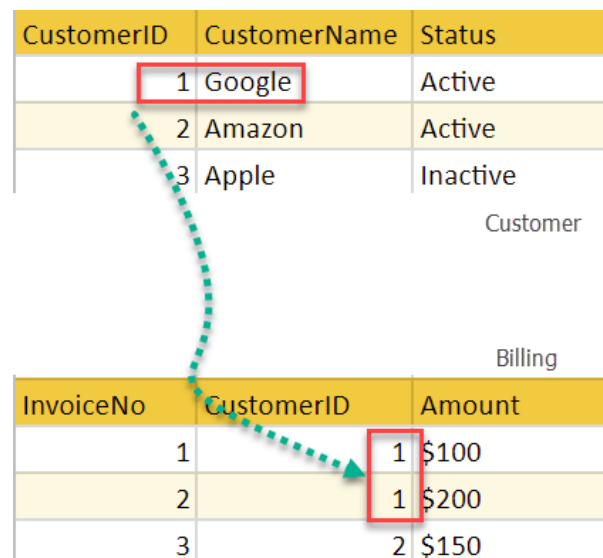 CustomerID CustomerName Status
1 Google Active
2 Amazon Active
3 Apple Inactive
Customer
Billing
InvoiceNo CustomerID Amount
1 1 $100
2 1 $200
3 2 $150